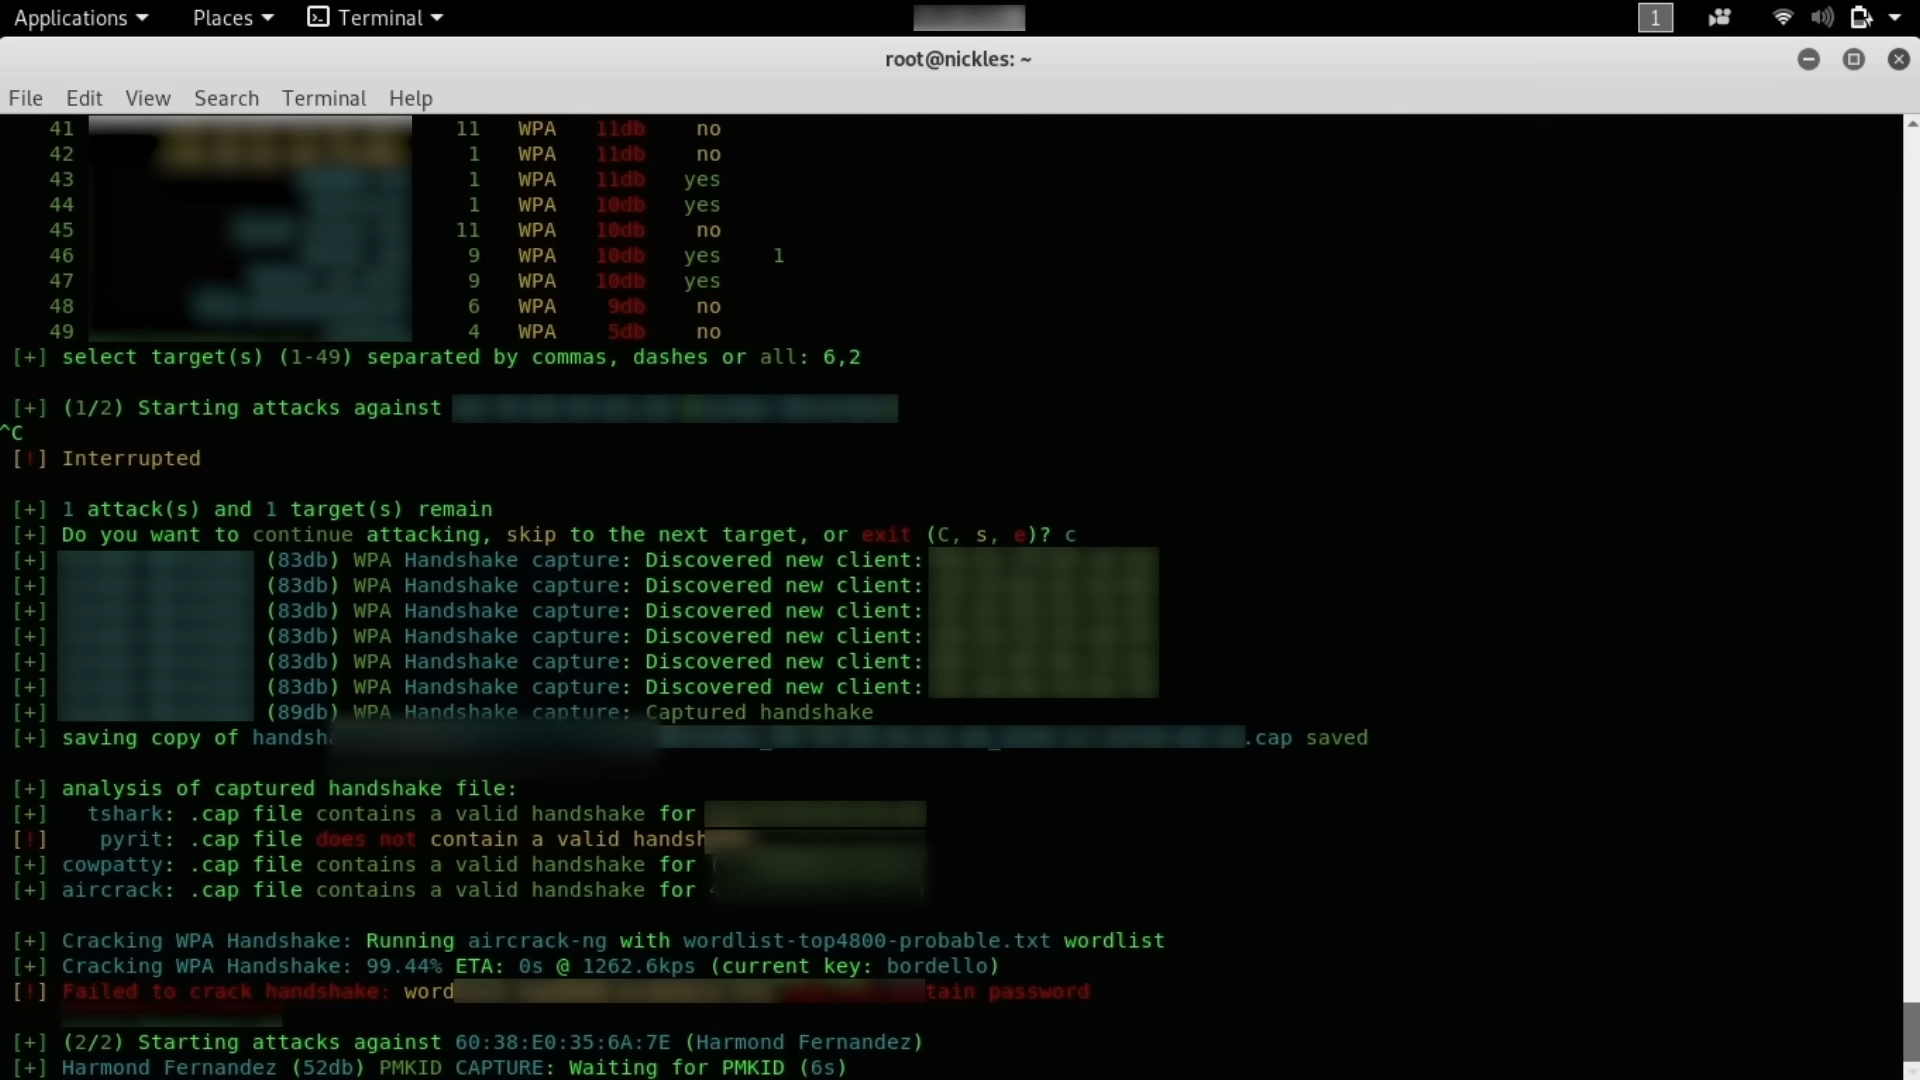 Applications Places Terminal 1
root@nickles: ~
File Edit View Search Terminal Help
41 11 WPA 11db no
42 1 WPA 11db no
43 1 WPA 11db yes
44 1 WPA 10db yes
45 11 WPA 10db no
46 9 WPA 10db yes 1
47 9 WPA 10db yes
48 6 WPA 9db no
49 4 WPA 5db no
[+] select target(s) (1-49) separated by commas, dashes or all: 6,2
[+] (1/2) Starting attacks against
^C
[!] Interrupted
[+] 1 attack(s) and 1 target(s) remain
[+] Do you want to continue attacking, skip to the next target, or exit (C, s, e)? c
[+] (83db) WPA Handshake capture: Discovered new client:
[+] (83db) WPA Handshake capture: Discovered new client:
[+] (83db) WPA Handshake capture: Discovered new client:
[+] (83db) WPA Handshake capture: Discovered new client:
[+] (83db) WPA Handshake capture: Discovered new client:
[+] (83db) WPA Handshake capture: Discovered new client:
[+] (89db) WPA Handshake capture: Captured handshake
[+] saving copy of .cap saved
[+] analysis of captured handshake file:
[+] tshark: .cap file contains a valid handshake for
[!] pyrit: .cap file does not contain a valid
[+] cowpatty: .cap file contains a valid handshake for
[+] aircrack: .cap file contains a valid handshake for
[+] Cracking WPA Handshake: Running aircrack-ng with wordlist-top4800-probable.txt wordlist
[+] Cracking WPA Handshake: 99.44% ETA: 0s @ 1262.6kps (current key: bordello)
[!] Failed to crack handshake: password
[+] (2/2) Starting attacks against 60:38:E0:35:6A:7E (Harmond Fernandez)
[+] Harmond Fernandez (52db) PMKID CAPTURE: Waiting for PMKID (6s)